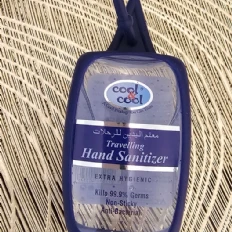 cool
&
cool
معقم اليدين للرحلات
Travelling
Hand Sanitizer
EXTRA HYGIENIC
Kills 99.9% Germs
Non-Sticky
Anti-Bacterial